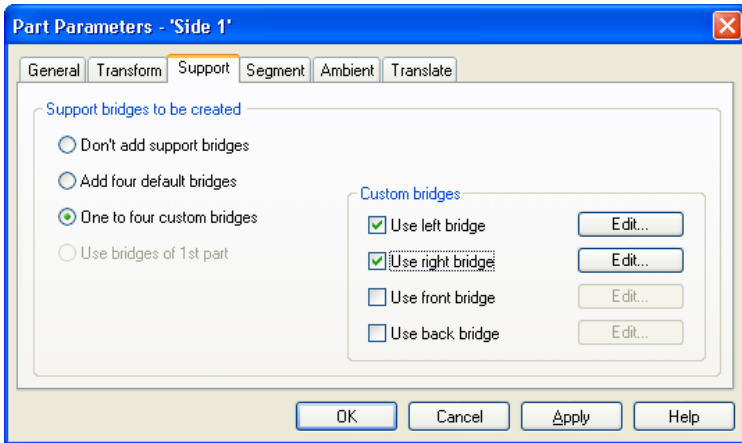 Part Parameters - 'Side 1'
General Transform Support Segment Ambient Translate
Support bridges to be created
Don't add support bridges
Add four default bridges
One to four custom bridges
Use bridges of 1st part
Custom bridges
Use left bridge Edit...
Use right bridge Edit...
Use front bridge Edit...
Use back bridge Edit...
OK Cancel Apply Help